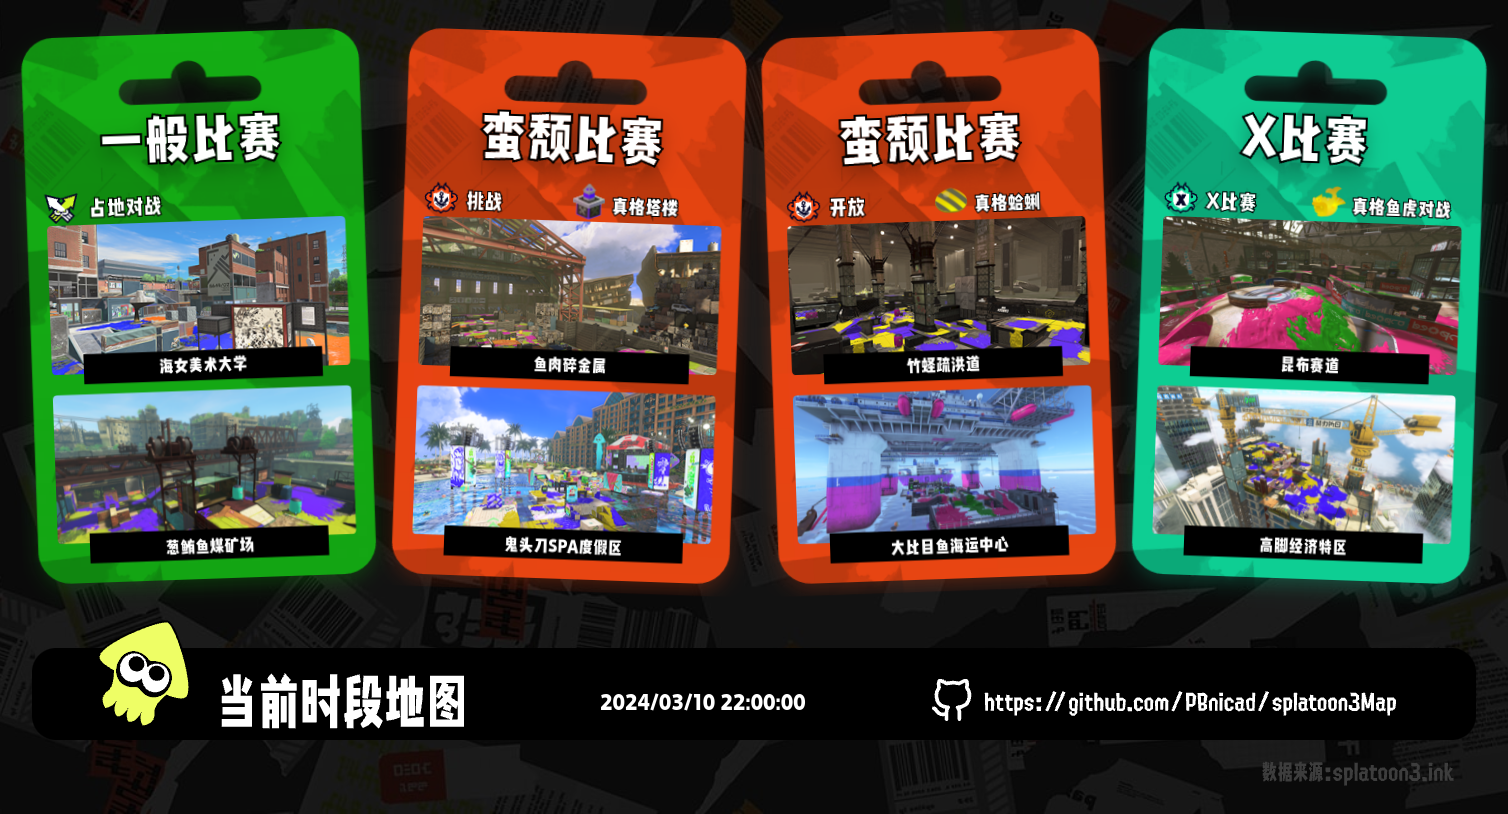 一般比赛
占地对战
海女美术大学
葱鲔鱼煤矿场
蛮颓比赛
挑战
真格塔楼
鱼肉碎金属
鬼头刀SPA度假区
蛮颓比赛
开放
真格蛤蜊
竹蛏疏洪道
大比目鱼海运中心
X比赛
X比赛
真格鱼虎对战
昆布赛道
高脚经济特区
当前时段地图
2024/03/10 22:00:00
https://github.com/PBnicad/splatoon3Map
数据来源:splatoon3.ink